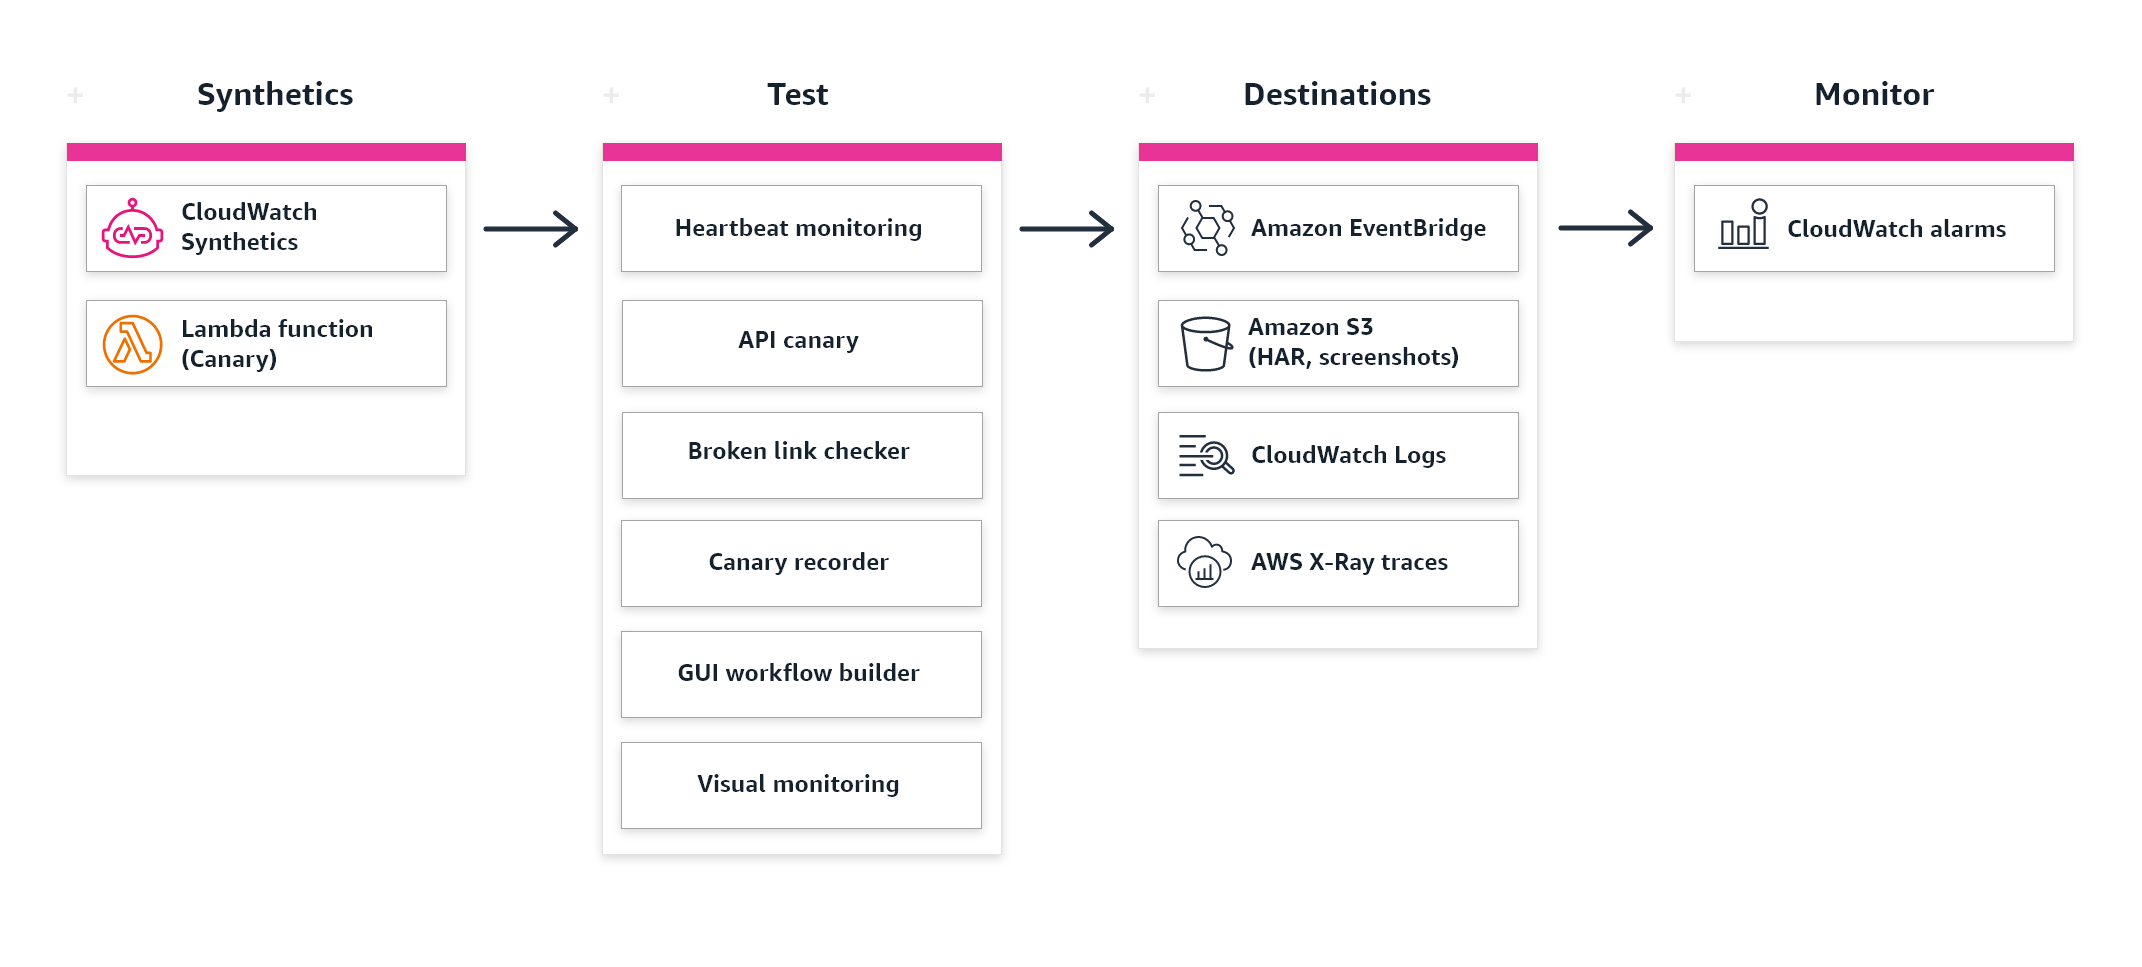 Synthetics
CloudWatch
Synthetics
Lambda function
(Canary)
Test
Heartbeat monitoring
API canary
Broken link checker
Canary recorder
GUI workflow builder
Visual monitoring
Destinations
Amazon EventBridge
Amazon S3
(HAR, screenshots)
CloudWatch Logs
AWS X-Ray traces
Monitor
CloudWatch alarms